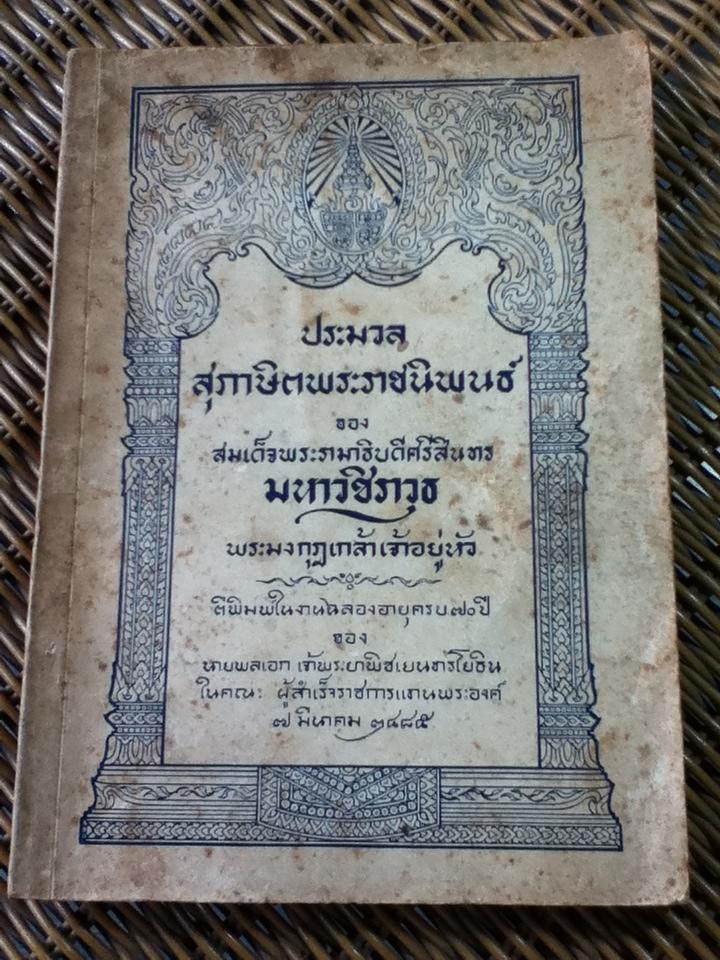 ประมวล
สุภาษิตพระราชนิพนธ์
ของ
สมเด็จพระรามาธิบดีศรีสินทร
มหาวชิราวุธ
พระมงกุฎเกล้าเจ้าอยู่หัว
ตีพิมพ์ในงานฉลองอายุครบ๗๐ปี
ของ
นายพลเอก เจ้าพระยาพิชเยนทรโยธิน
ในคณะ ผู้สำเร็จราชการแทนพระองค์
๗ มีนาคม ๒๔๘๕